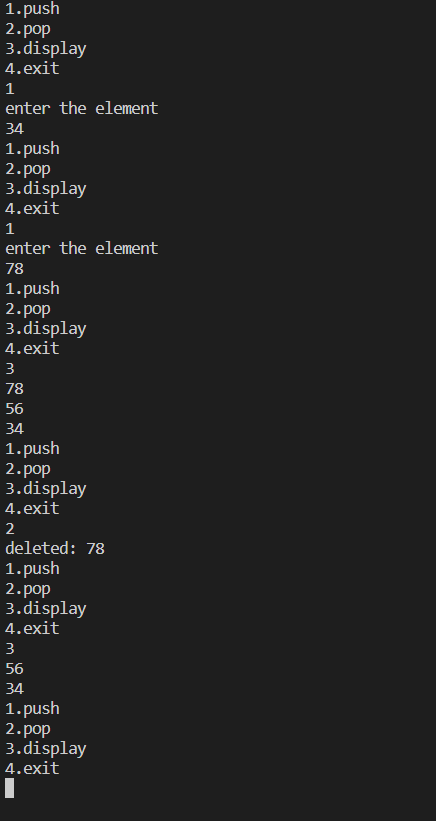 1.push
2.pop
3.display
4.exit
1
enter the element
34
1.push
2.pop
3.display
4.exit
1
enter the element
78
1.push
2.pop
3.display
4.exit
3
78
56
34
1.push
2.pop
3.display
4.exit
2
deleted: 78
1.push
2.pop
3.display
4.exit
3
56
34
1.push
2.pop
3.display
4.exit